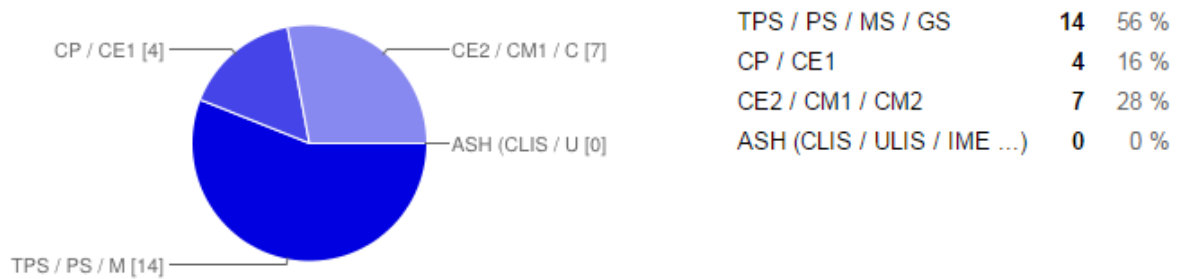 CP / CE1 [4]
CE2 / CM1 / C [7]
ASH (CLIS / U [0]
TPS / PS / M [14]
TPS / PS / MS / GS 14 56 %
CP / CE1 4 16 %
CE2 / CM1 / CM2 7 28 %
ASH (CLIS / ULIS / IME ...) 0 0 %